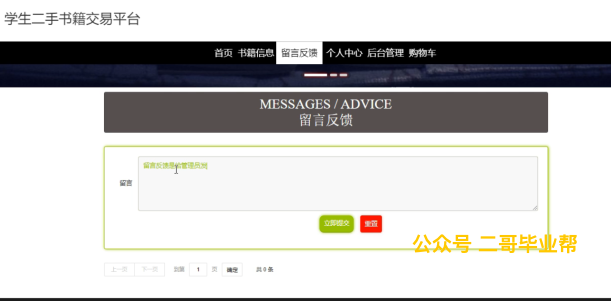 学生二手书籍交易平台
首页 书籍信息 留言反馈 个人中心 后台管理 购物车
MESSAGES / ADVICE
留言反馈
留言反馈是给管理员的
留言
立即提交 重置
公众号 二哥毕业帮
上一页 下一页 到第 1 页 确定 共 0 条